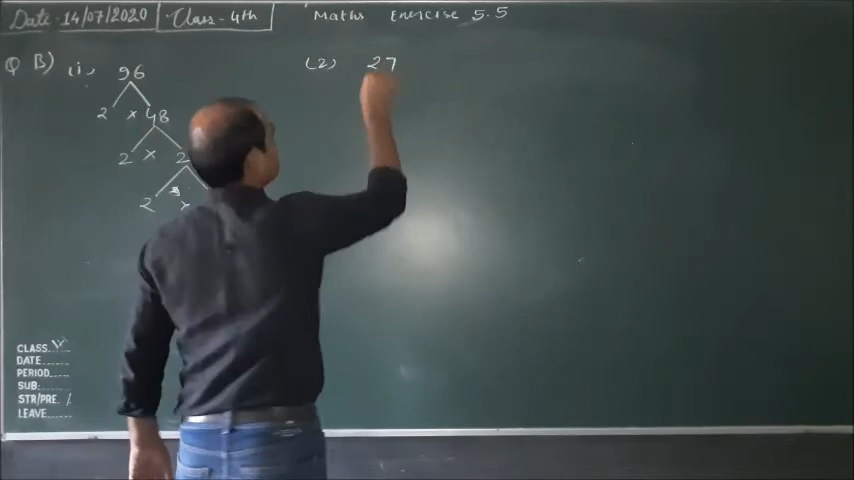 Date - 14/07/2020 Class - 4th Maths Exercise 5.5
Q B) (i) 96 (2) 27
2 x 48
2 x 2
2 x
CLASS. IV
DATE
PERIOD
SUB:
STR/PRE. /
LEAVE